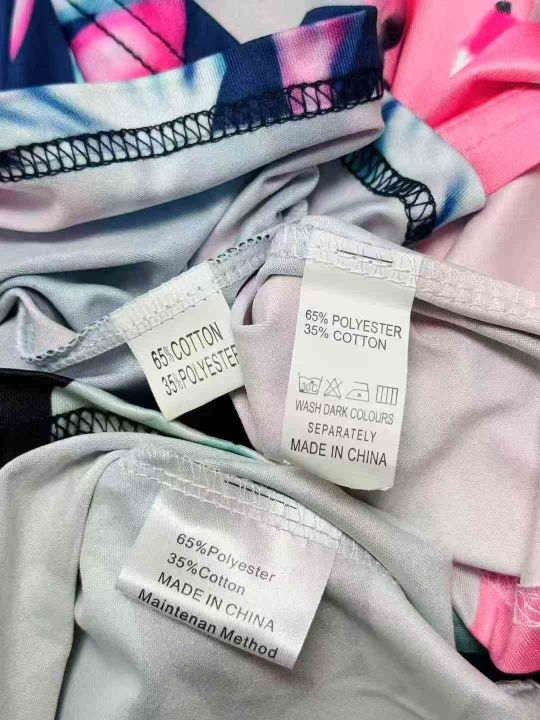 65%COTTON
35%POLYESTER
65% POLYESTER
35% COTTON
30C
WASH DARK COLOURS
SEPARATELY
MADE IN CHINA
65%Polyester
35%Cotton
MADE IN CHINA
Maintenan Method